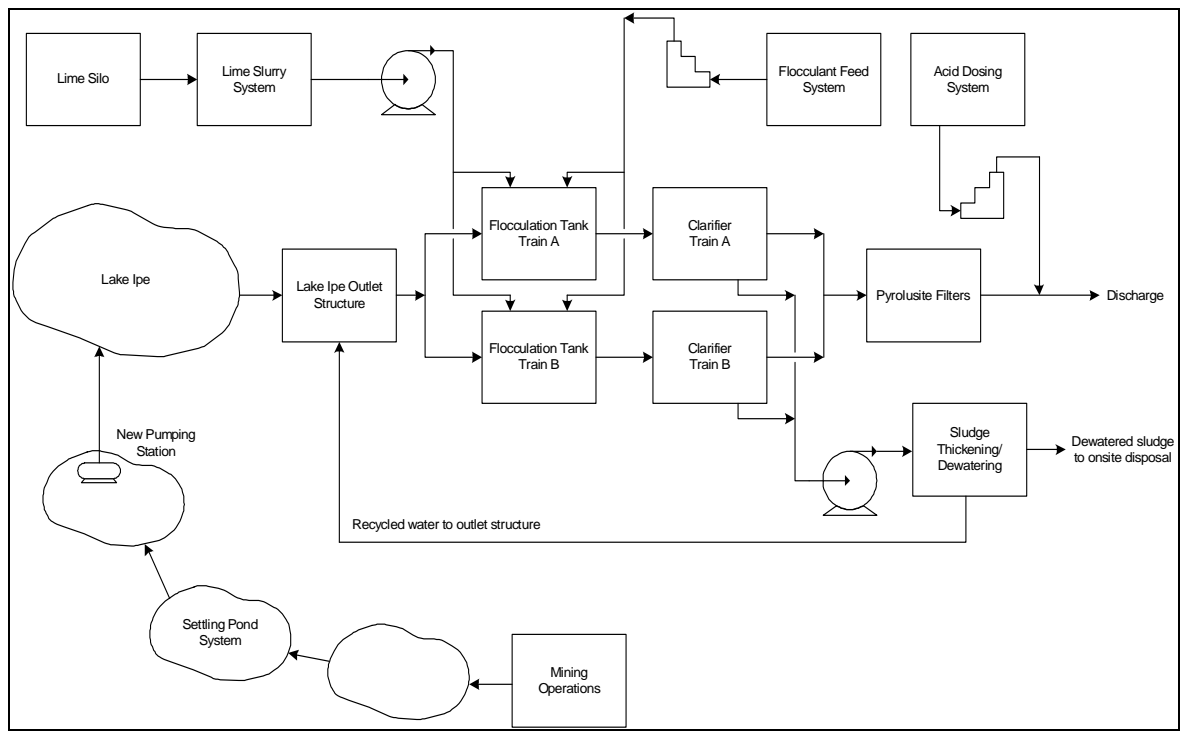 Lime Silo
Lime Slurry
System
Flocculant Feed
System
Acid Dosing
System
Flocculation Tank
Train A
Clarifier
Train A
Lake Ipe
Lake Ipe Outlet
Structure
Pyrolusite Filters
Discharge
Flocculation Tank
Train B
Clarifier
Train B
New Pumping
Station
Sludge
Thickening/
Dewatering
Dewatered sludge
to onsite disposal
Recycled water to outlet structure
Settling Pond
System
Mining
Operations